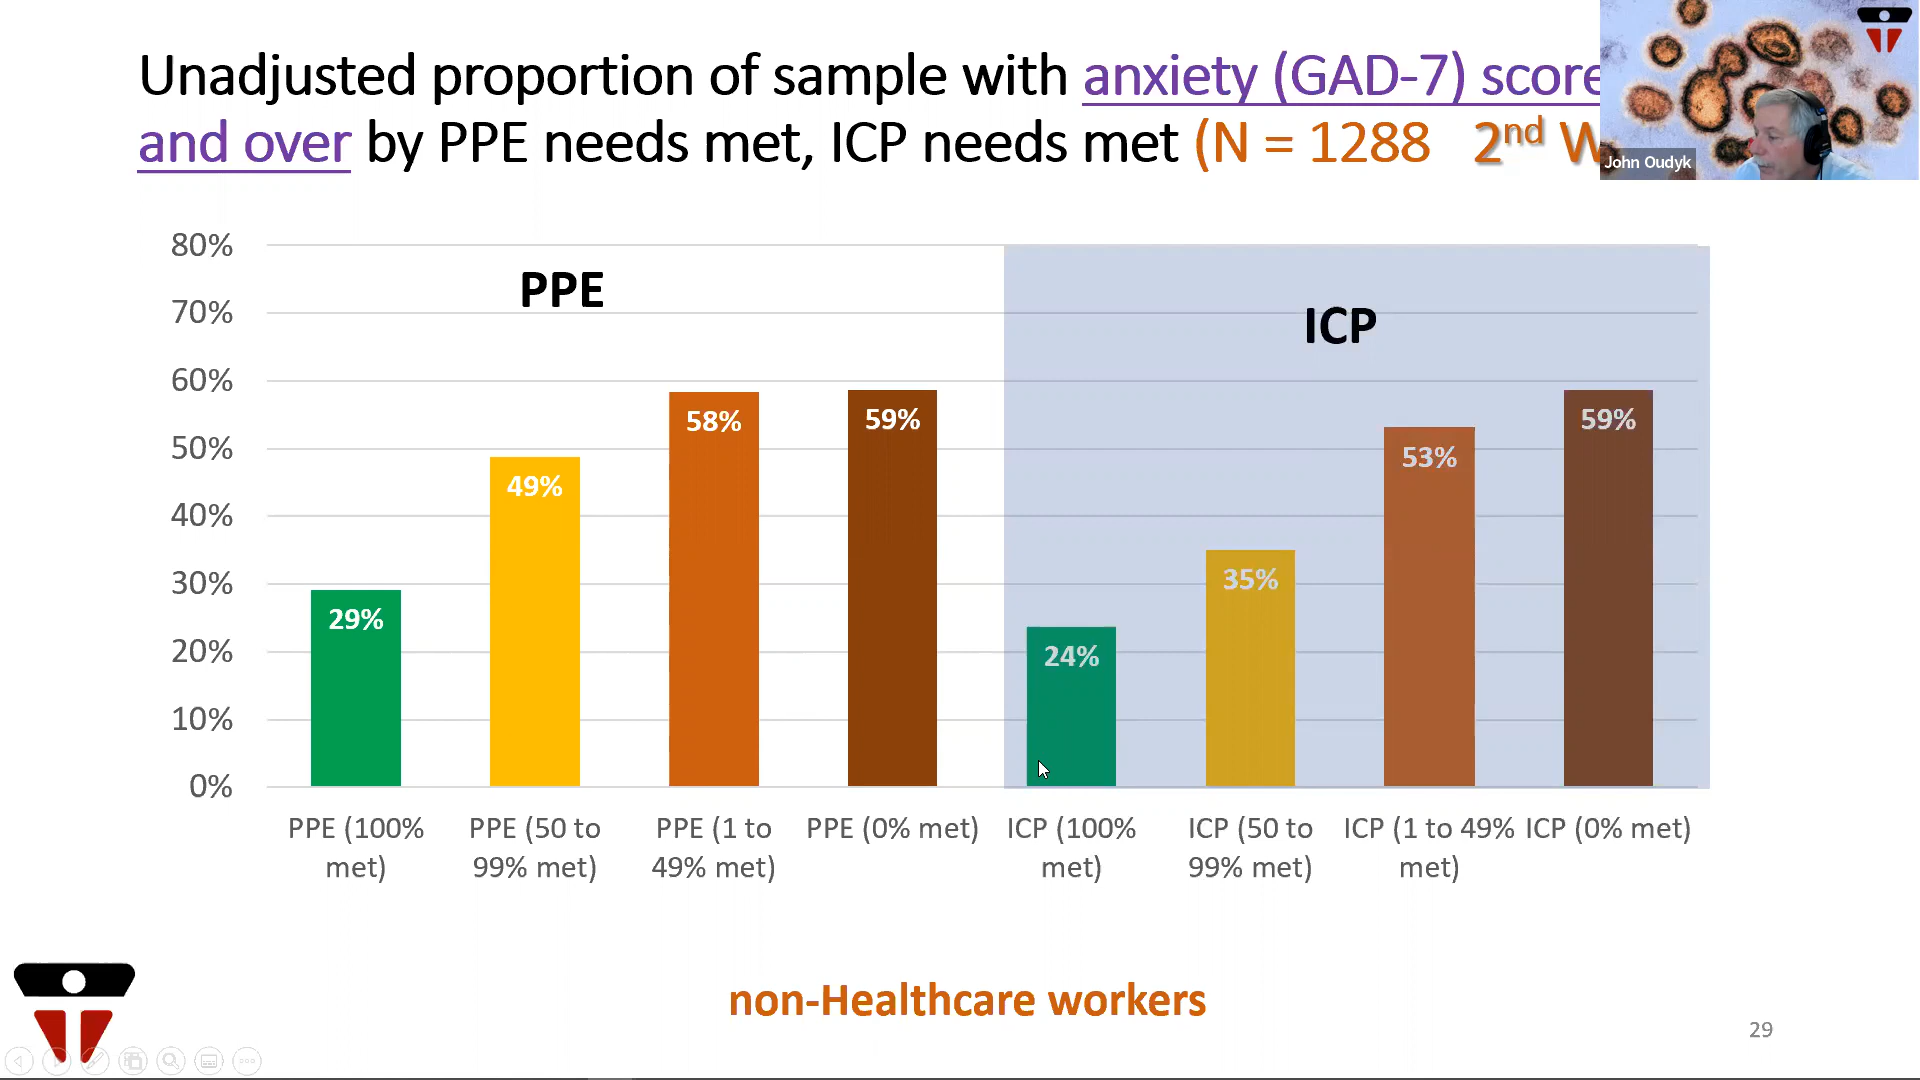 Unadjusted proportion of sample with anxiety (GAD-7) score
and over by PPE needs met, ICP needs met (N = 1288 2nd W
John Oudyk
80%
70%
60%
50%
40%
30%
20%
10%
0%
PPE
ICP
29%
49%
58%
59%
24%
35%
53%
59%
PPE (100% met)
PPE (50 to 99% met)
PPE (1 to 49% met)
PPE (0% met)
ICP (100% met)
ICP (50 to 99% met)
ICP (1 to 49% met)
ICP (0% met)
non-Healthcare workers
29